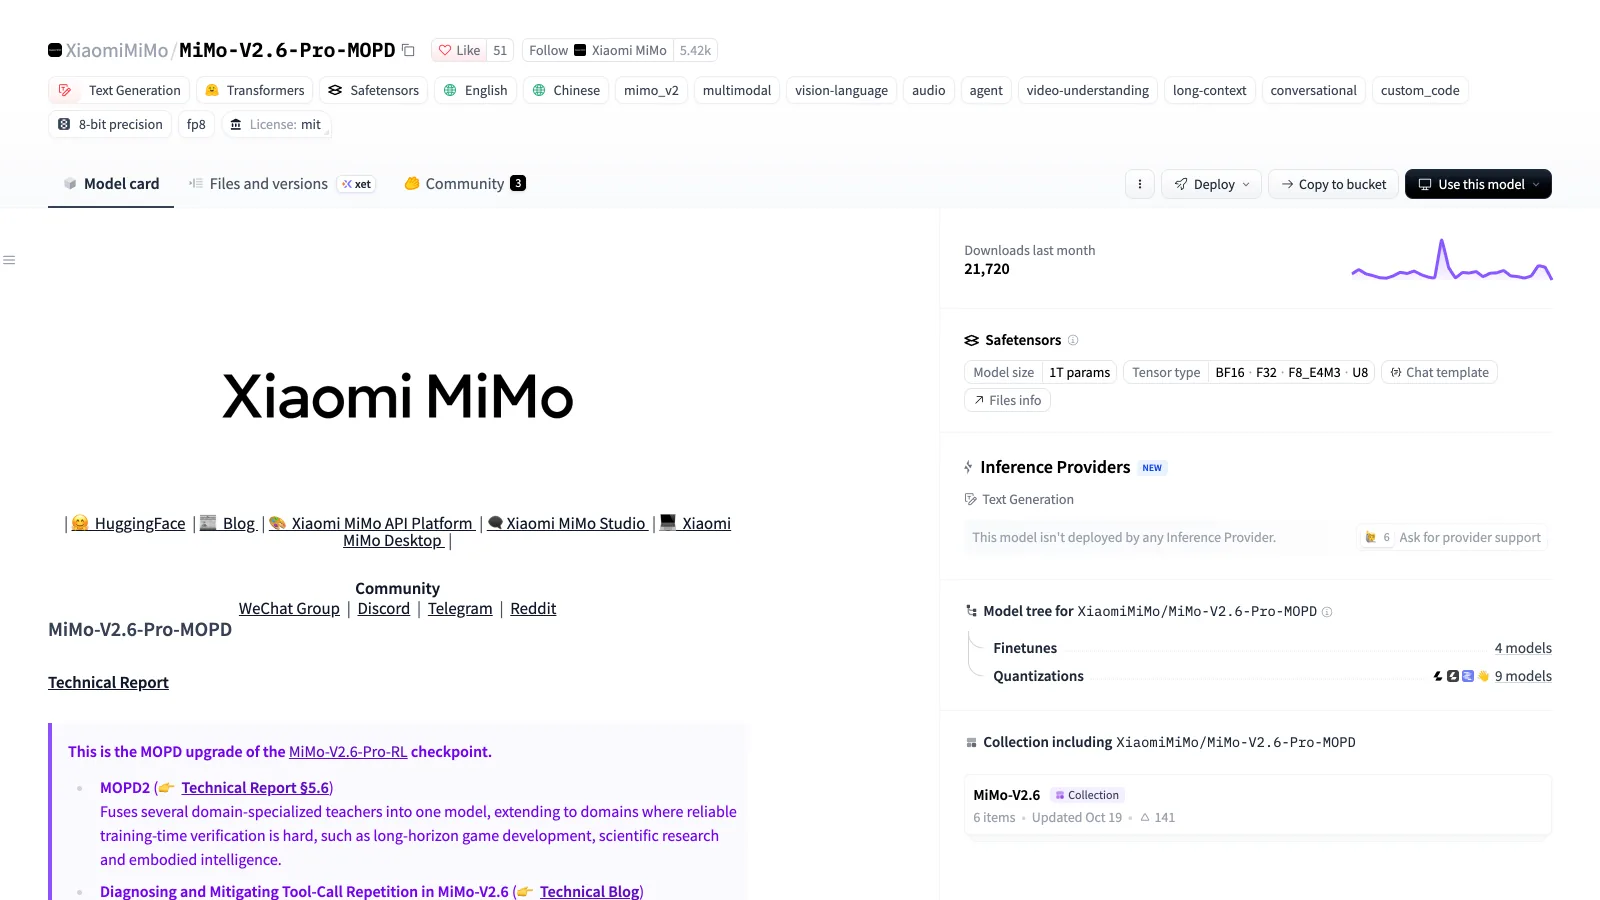 XiaomiMiMo/MiMo-V2.6-Pro-MOPD Like 51 Follow Xiaomi MiMo 5.42k
Text Generation Transformers Safetensors English Chinese mimo_v2 multimodal vision-language audio agent video-understanding long-context conversational custom_code
8-bit precision fp8 License: mit
Model card Files and versions xet Community 3 Deploy Copy to bucket Use this model
Downloads last month
21,720
Safetensors
Model size 1T params Tensor type BF16 · F32 · F8_E4M3 · U8 Chat template
Files info
Inference Providers NEW
Text Generation
This model isn't deployed by any Inference Provider. 6 Ask for provider support
Model tree for XiaomiMiMo/MiMo-V2.6-Pro-MOPD
Finetunes 4 models
Quantizations 9 models
Collection including XiaomiMiMo/MiMo-V2.6-Pro-MOPD
MiMo-V2.6 Collection
6 items • Updated Oct 19 • 141
Xiaomi MiMo
| 🤗 HuggingFace | 📰 Blog | 🎨 Xiaomi MiMo API Platform | 🗨️ Xiaomi MiMo Studio | 💻 Xiaomi
MiMo Desktop |
Community
WeChat Group | Discord | Telegram | Reddit
MiMo-V2.6-Pro-MOPD
Technical Report
This is the MOPD upgrade of the MiMo-V2.6-Pro-RL checkpoint.
MOPD2 (👉 Technical Report §5.6)
Fuses several domain-specialized teachers into one model, extending to domains where reliable
training-time verification is hard, such as long-horizon game development, scientific research
and embodied intelligence.
Diagnosing and Mitigating Tool-Call Repetition in MiMo-V2.6 (👉 Technical Blog)